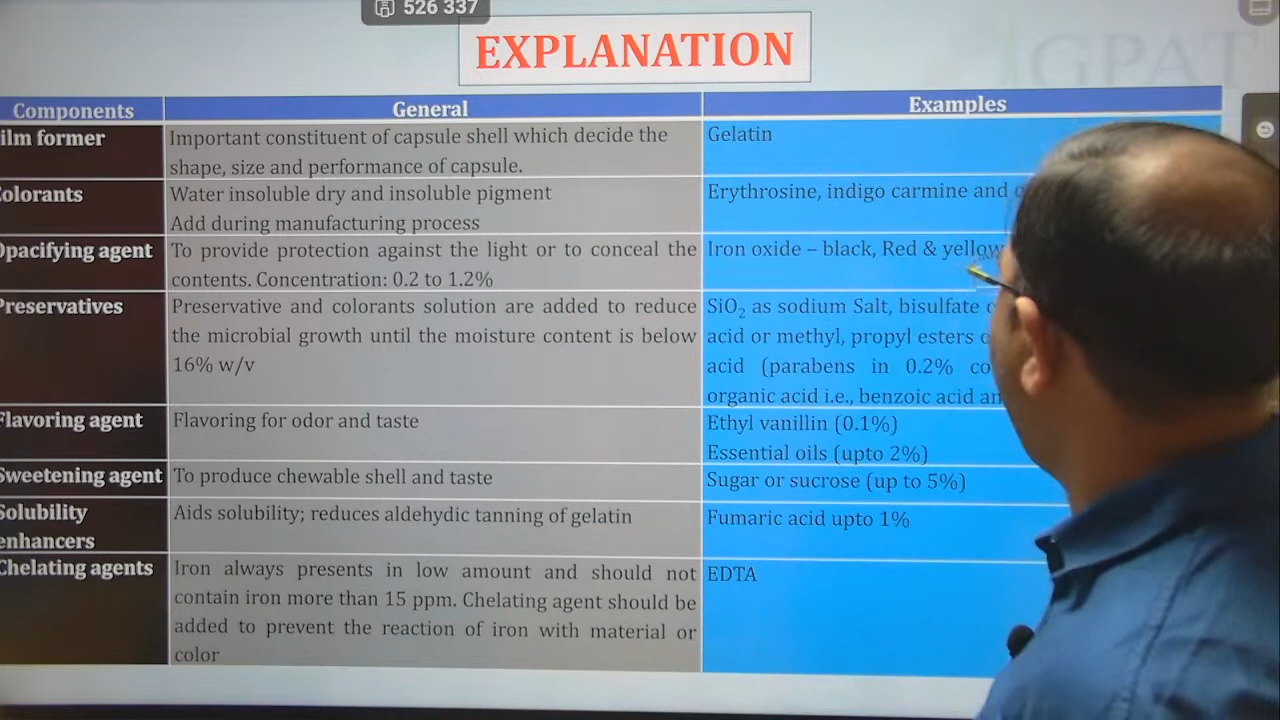 526 337
EXPLANATION
GPAT
Components General Examples
ilm former
Important constituent of capsule shell which decide the
shape, size and performance of capsule.
Gelatin
olorants
Water insoluble dry and insoluble pigment
Add during manufacturing process
Erythrosine, indigo carmine and
Opacifying agent
To provide protection against the light or to conceal the
contents. Concentration: 0.2 to 1.2%
Iron oxide – black, Red & yellow
Preservatives
Preservative and colorants solution are added to reduce
the microbial growth until the moisture content is below
16% w/v
SiO₂ as sodium Salt, bisulfate
acid or methyl, propyl esters
acid (parabens in 0.2% co
organic acid i.e., benzoic acid an
Flavoring agent
Flavoring for odor and taste
Ethyl vanillin (0.1%)
Essential oils (upto 2%)
Sweetening agent
To produce chewable shell and taste
Sugar or sucrose (up to 5%)
Solubility
enhancers
Aids solubility; reduces aldehydic tanning of gelatin
Fumaric acid upto 1%
Chelating agents
Iron always presents in low amount and should not
contain iron more than 15 ppm. Chelating agent should be
added to prevent the reaction of iron with material or
color
EDTA